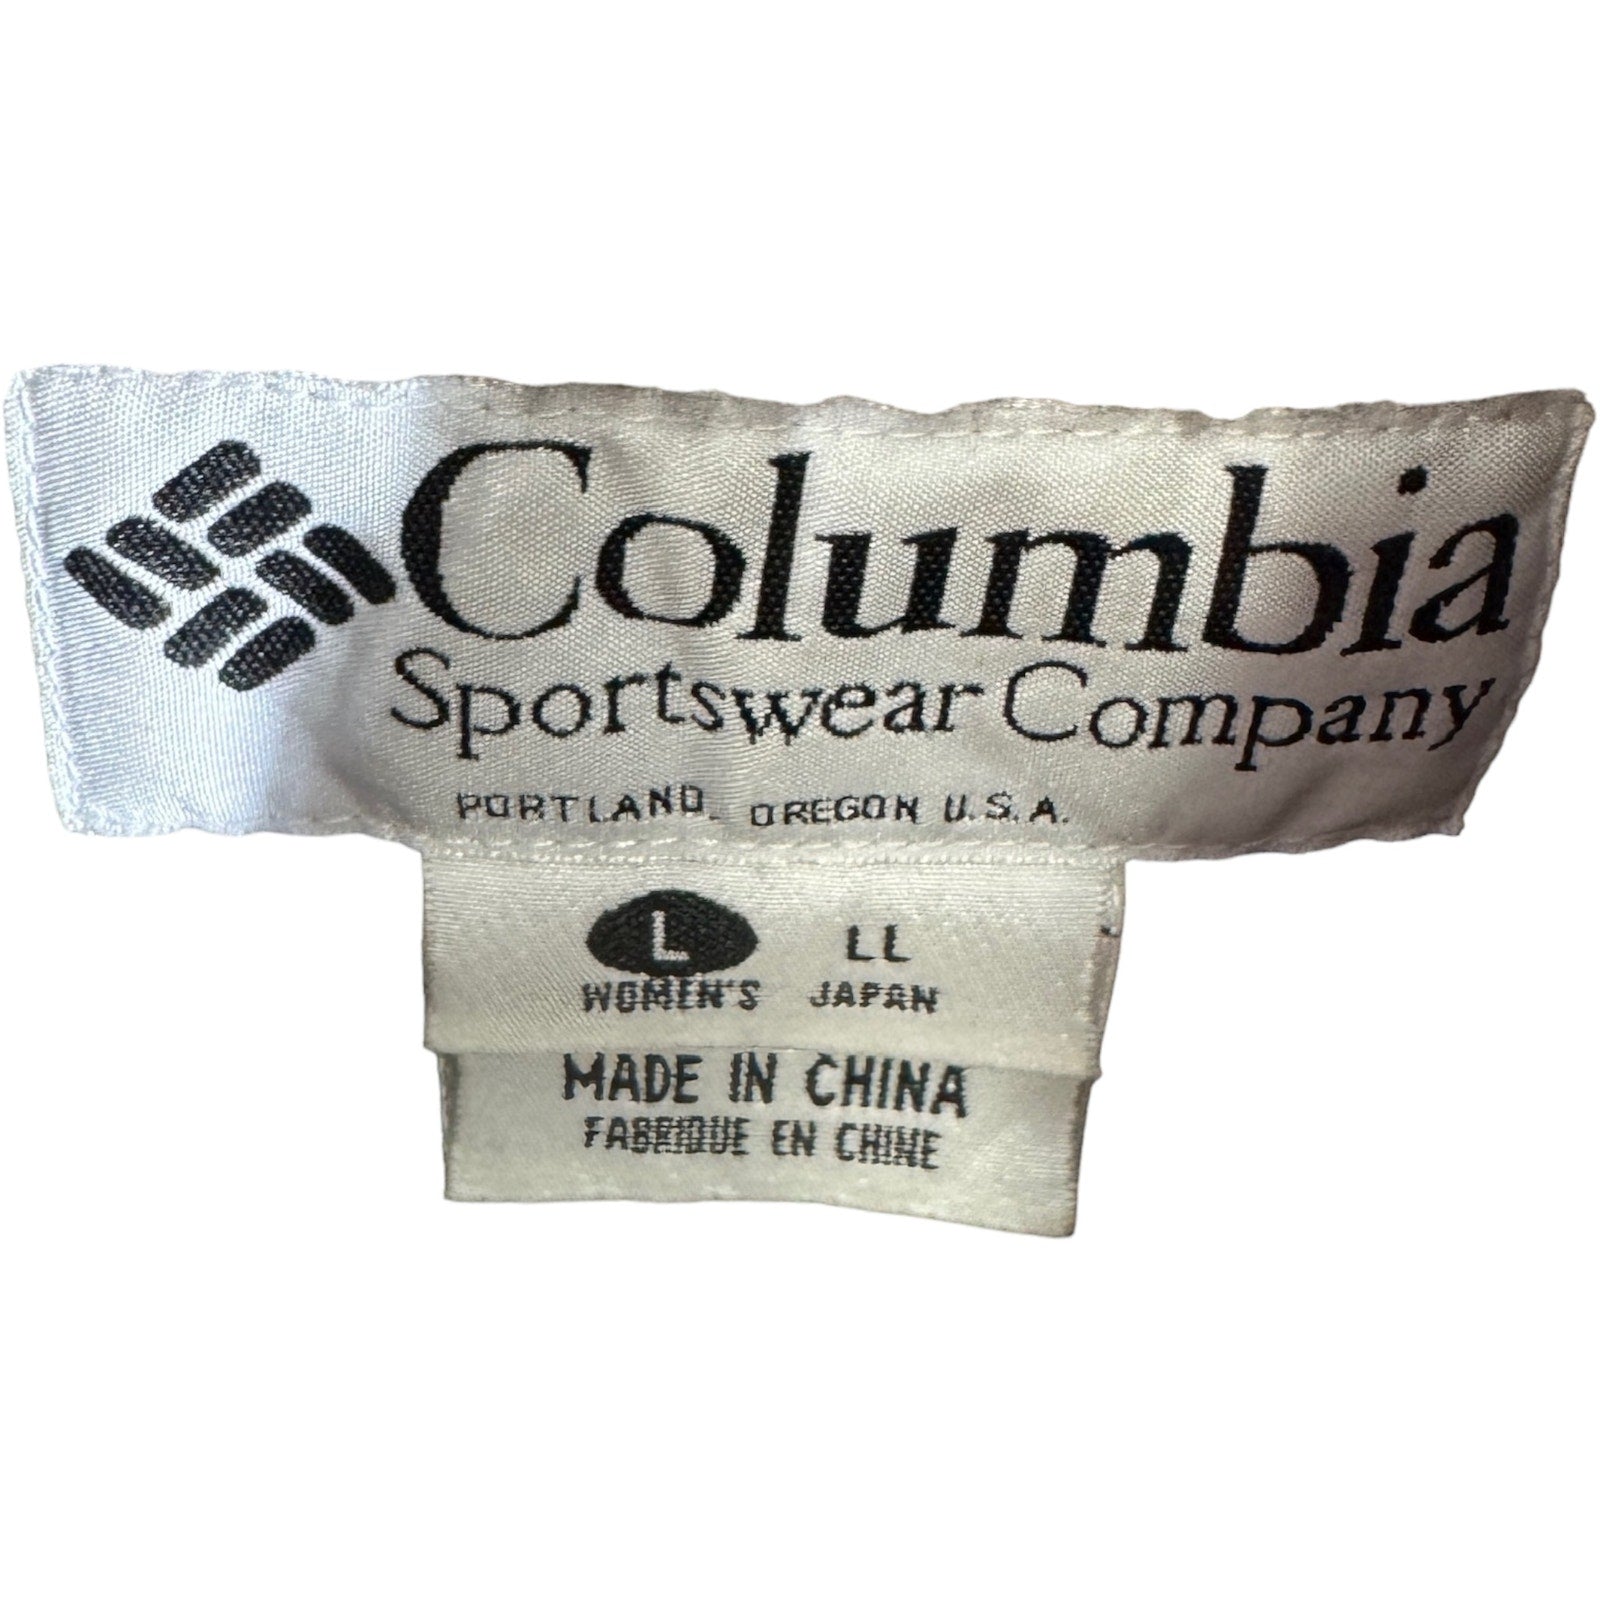 Columbia
Sportswear Company
PORTLAND. OREGON U.S.A.
L LL
WOMEN'S JAPAN
MADE IN CHINA
FABRIQUE EN CHINE